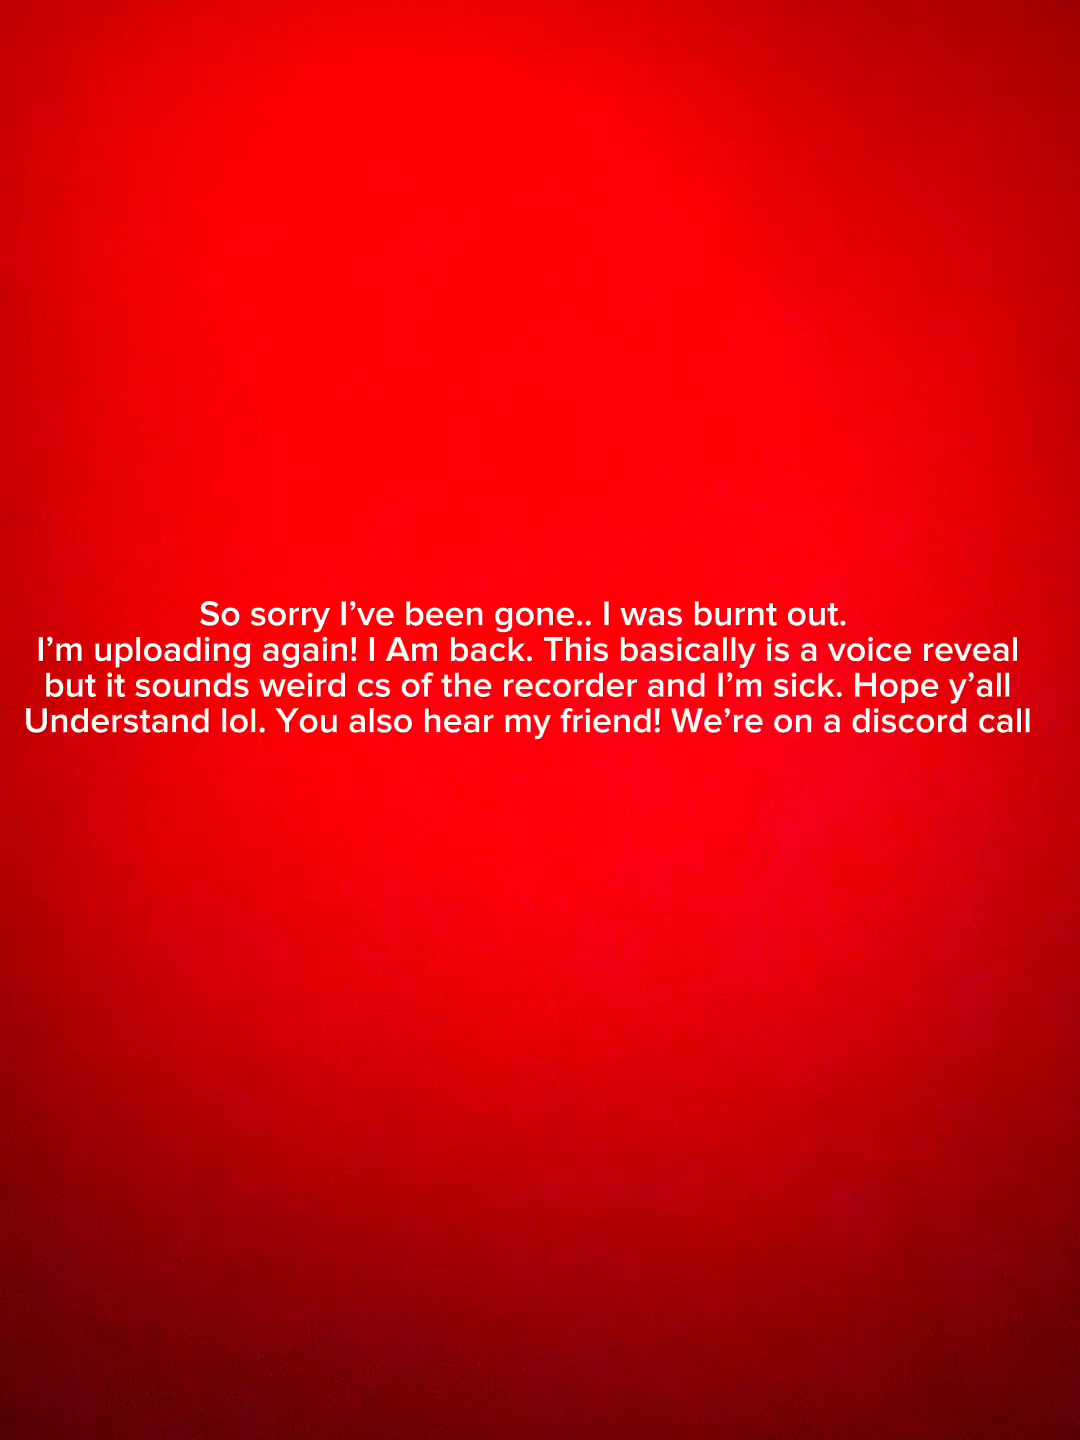 So sorry I’ve been gone.. I was burnt out.
I’m uploading again! I Am back. This basically is a voice reveal
but it sounds weird cs of the recorder and I’m sick. Hope y’all
Understand lol. You also hear my friend! We’re on a discord call